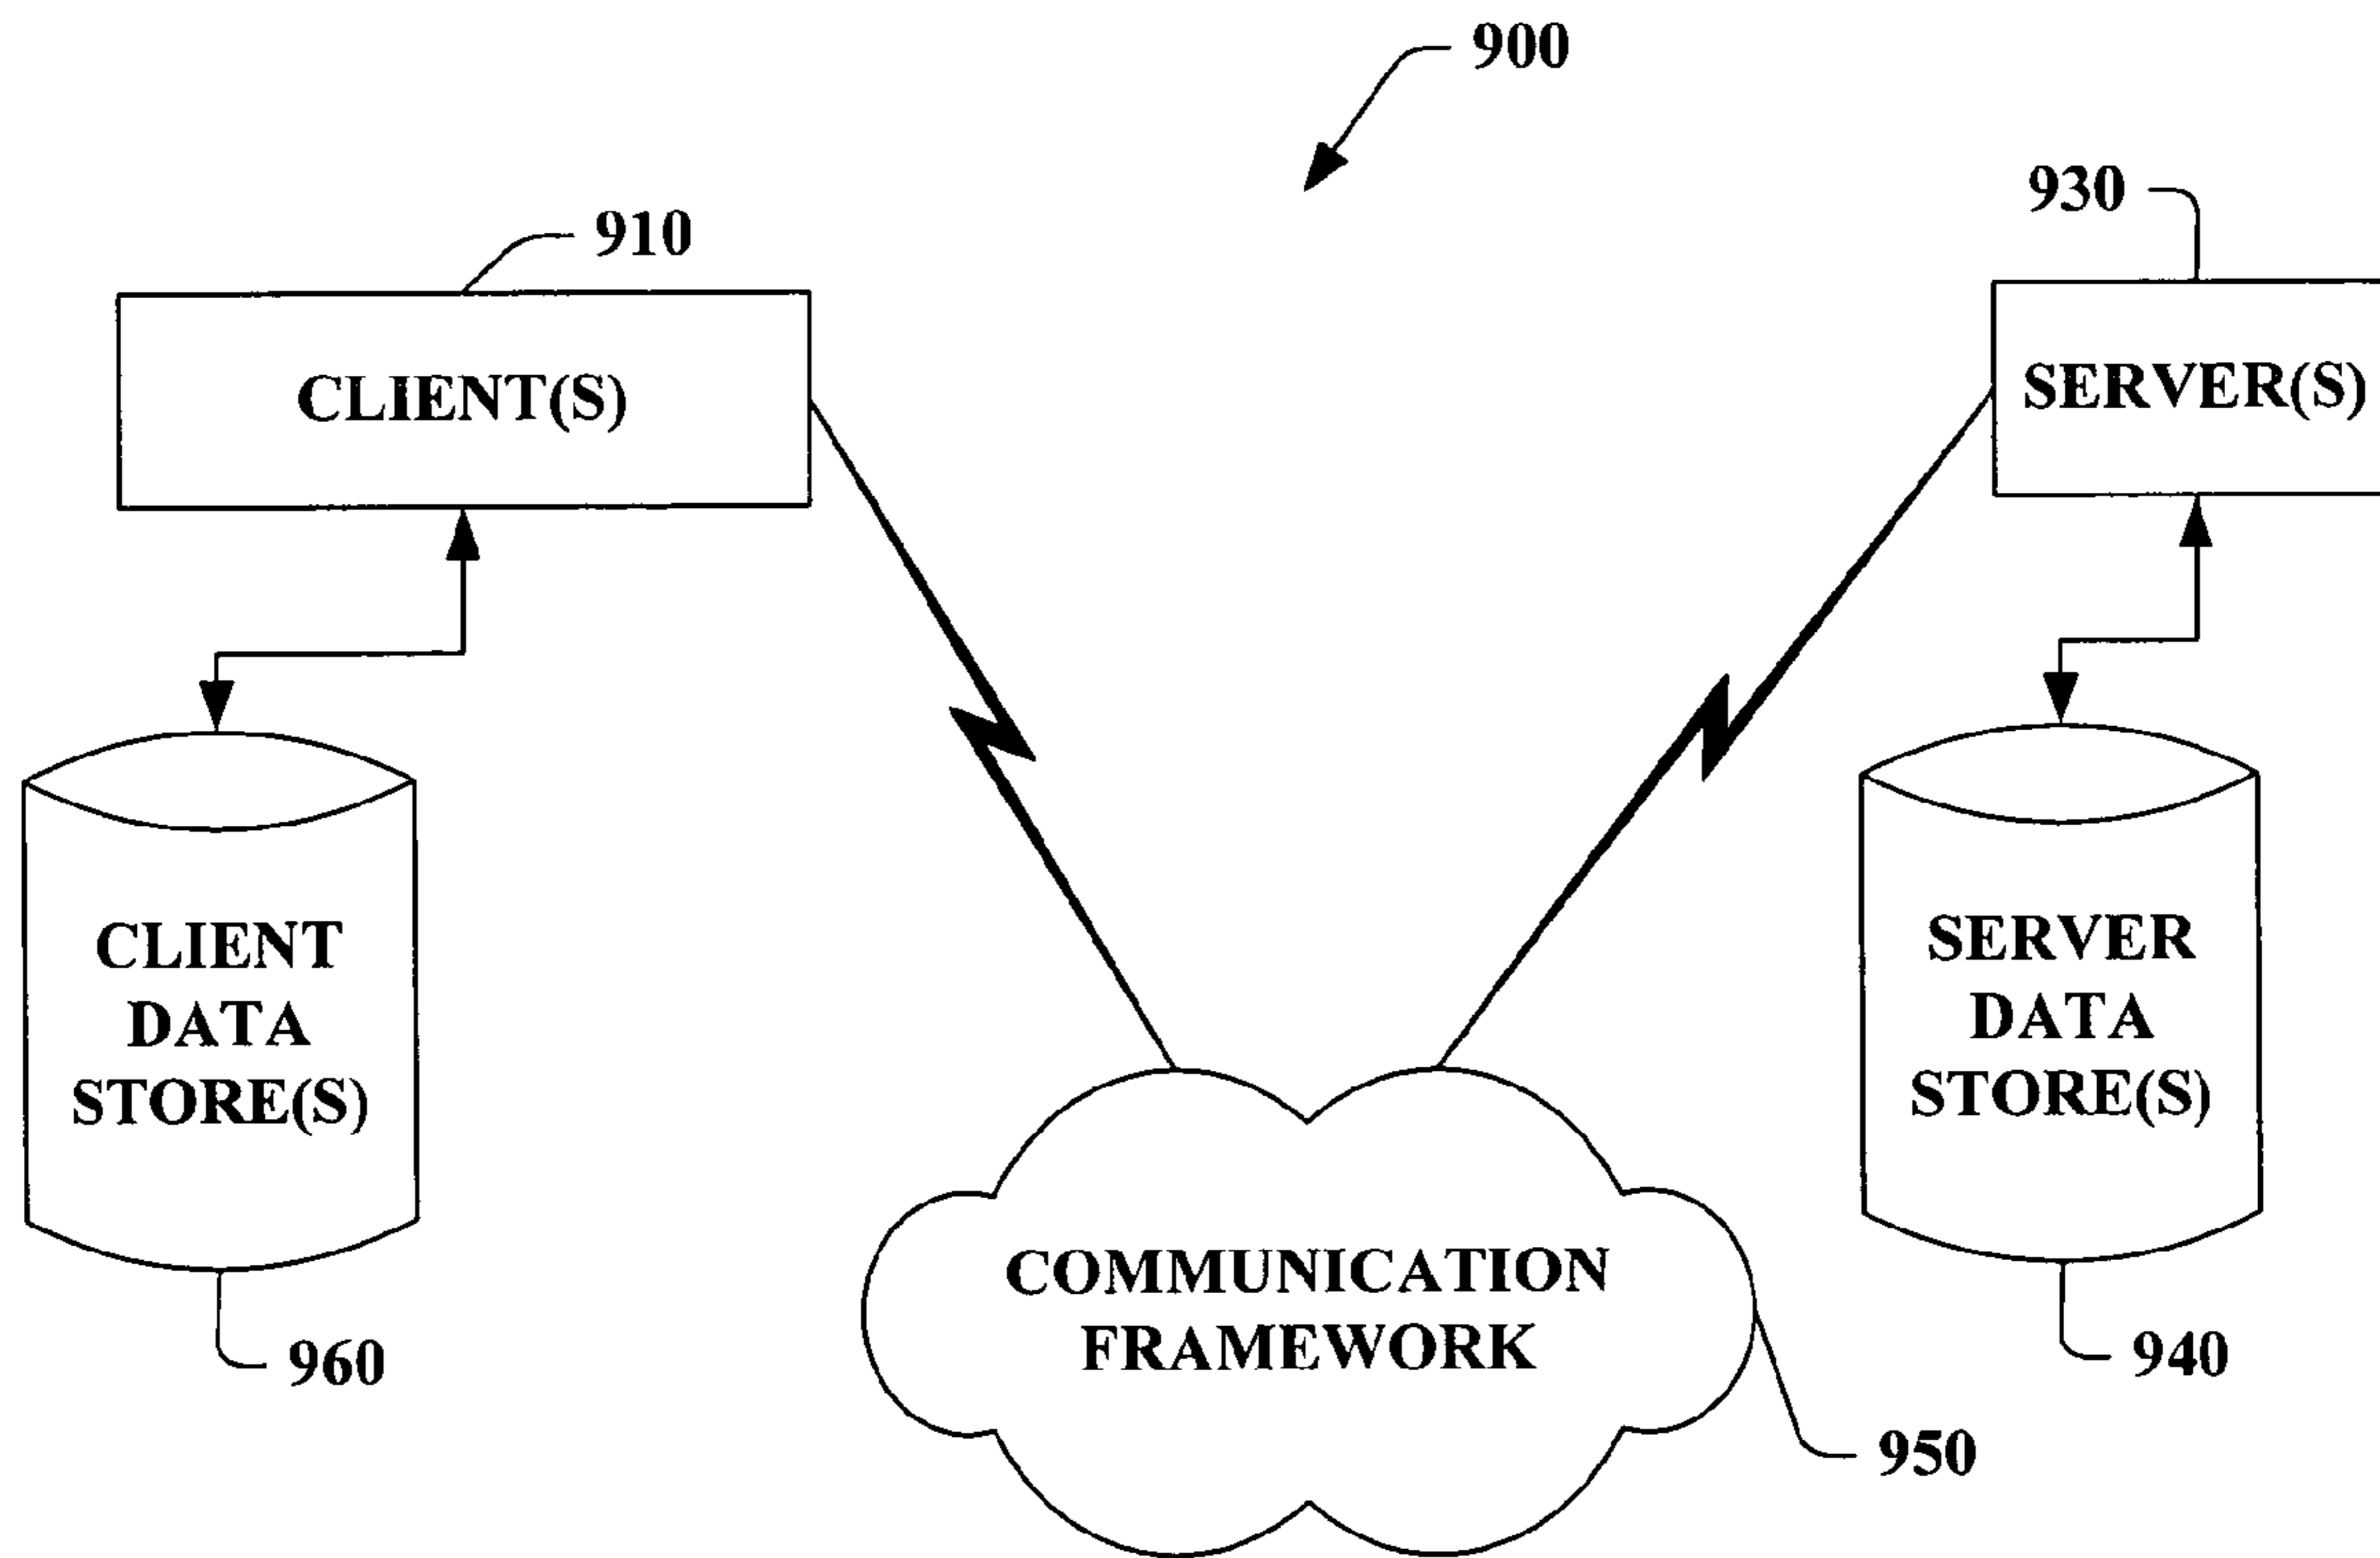 900
930
910
CLIENT(S)
SERVER(S)
CLIENT
DATA
STORE(S)
SERVER
DATA
STORE(S)
COMMUNICATION
FRAMEWORK
960
940
950